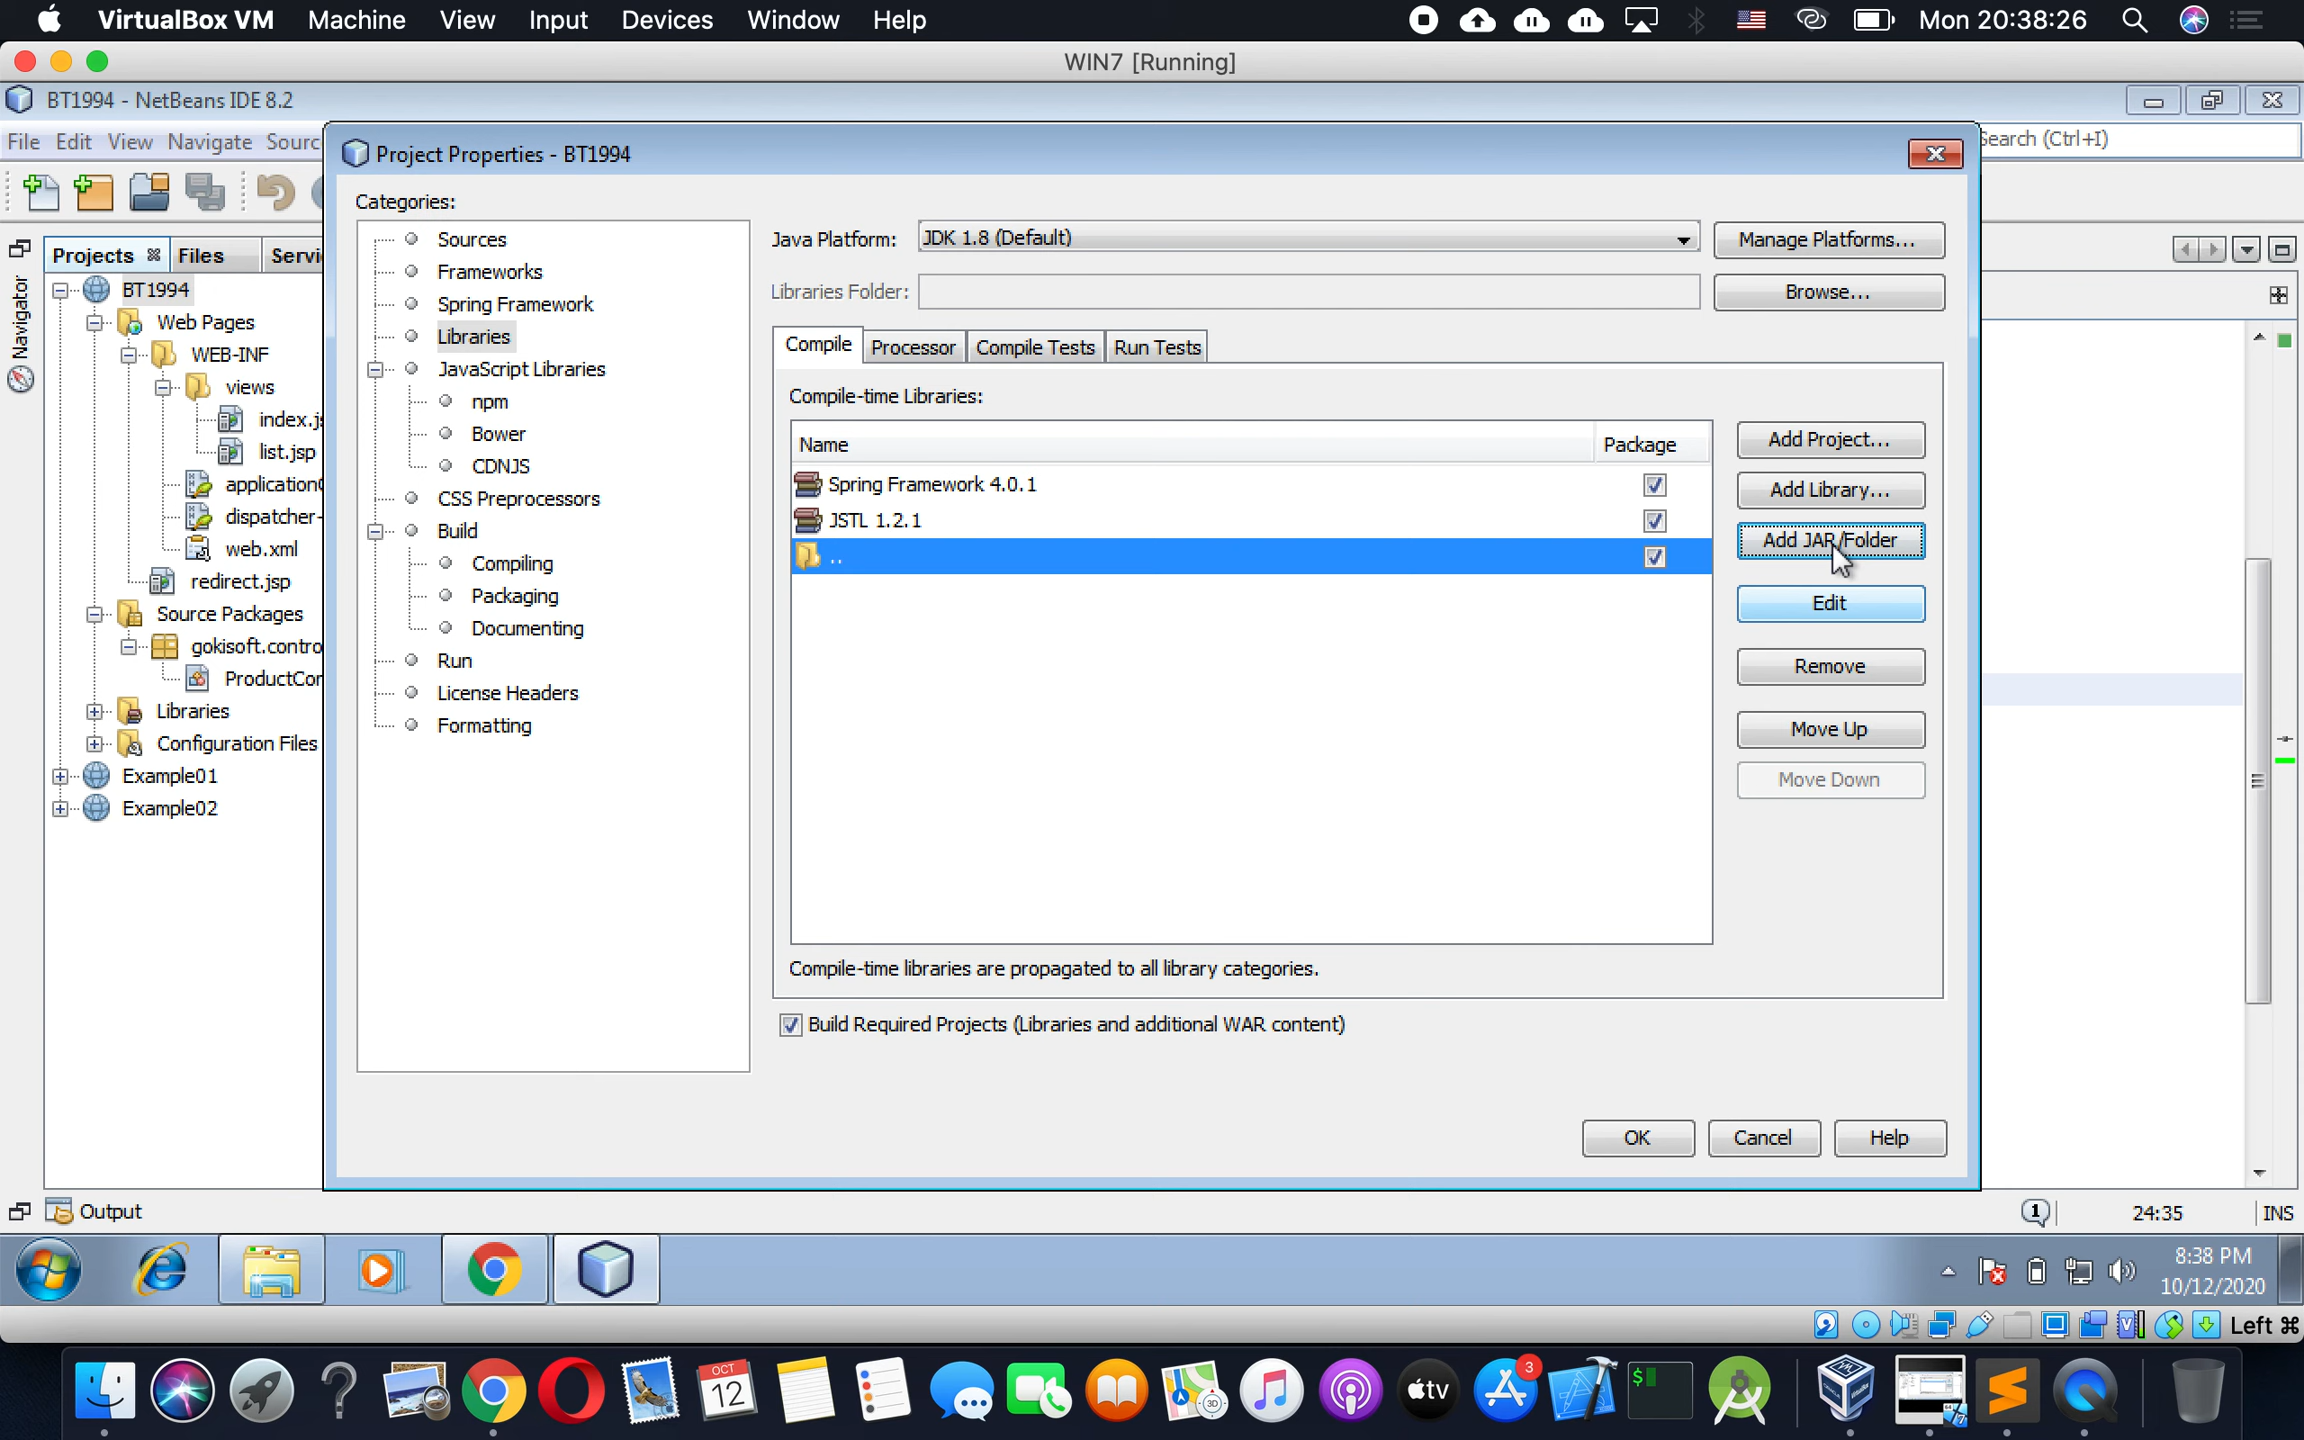 VirtualBox VM Machine View Input Devices Window Help Mon 20:38:26
WIN7 [Running]
BT1994 - NetBeans IDE 8.2
File Edit View Navigate Sourc
Search (Ctrl+I)
Project Properties - BT1994
Categories:
Sources
Frameworks
Spring Framework
Libraries
JavaScript Libraries
npm
Bower
CDNJS
CSS Preprocessors
Build
Compiling
Packaging
Documenting
Run
License Headers
Formatting
Java Platform: JDK 1.8 (Default) Manage Platforms...
Libraries Folder: Browse...
Compile Processor Compile Tests Run Tests
Compile-time Libraries:
Name Package
Spring Framework 4.0.1
JSTL 1.2.1
..
Add Project...
Add Library...
Add JAR/Folder
Edit
Remove
Move Up
Move Down
Compile-time libraries are propagated to all library categories.
Build Required Projects (Libraries and additional WAR content)
OK Cancel Help
Navigator
Projects Files Servi
BT1994
Web Pages
WEB-INF
views
index.js
list.jsp
application
dispatcher-
web.xml
redirect.jsp
Source Packages
gokisoft.contro
ProductCor
Libraries
Configuration Files
Example01
Example02
Output
1 24:35 INS
8:38 PM
10/12/2020
Left ⌘
OCT
12
3D
tv
3
$